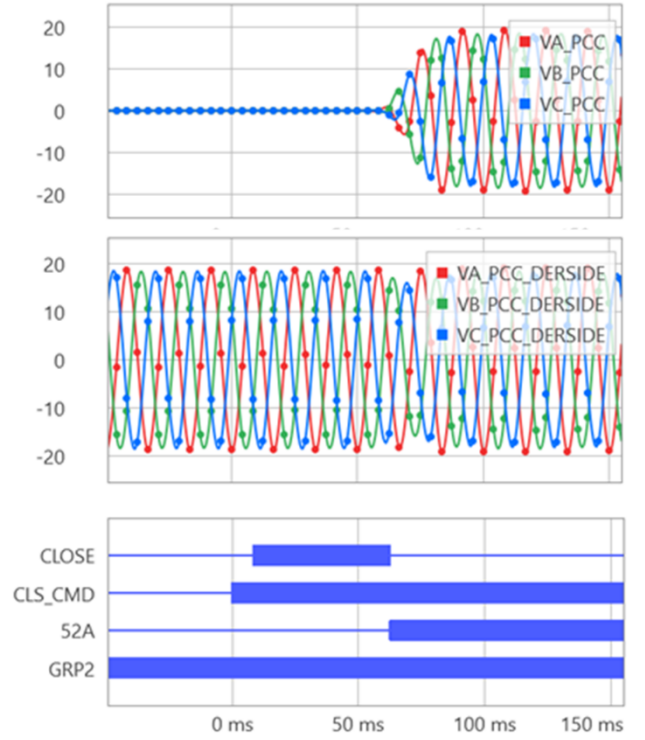 20
VA_PCC
10
VB_PCC
0
VC_PCC
-10
-20
20
VA_PCC_DERSIDE
10
VB_PCC_DERSIDE
0
VC_PCC_DERSIDE
-10
-20
CLOSE
CLS_CMD
52A
GRP2
0 ms 50 ms 100 ms 150 ms